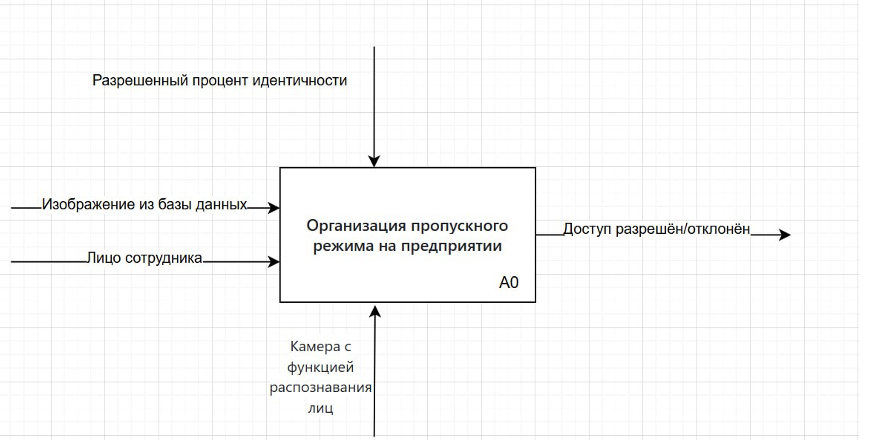 Разрешенный процент идентичности
Изображение из базы данных
Лицо сотрудника
Организация пропускного
режима на предприятии
A0
Доступ разрешён/отклонён
Камера с
функцией
распознавания
лиц